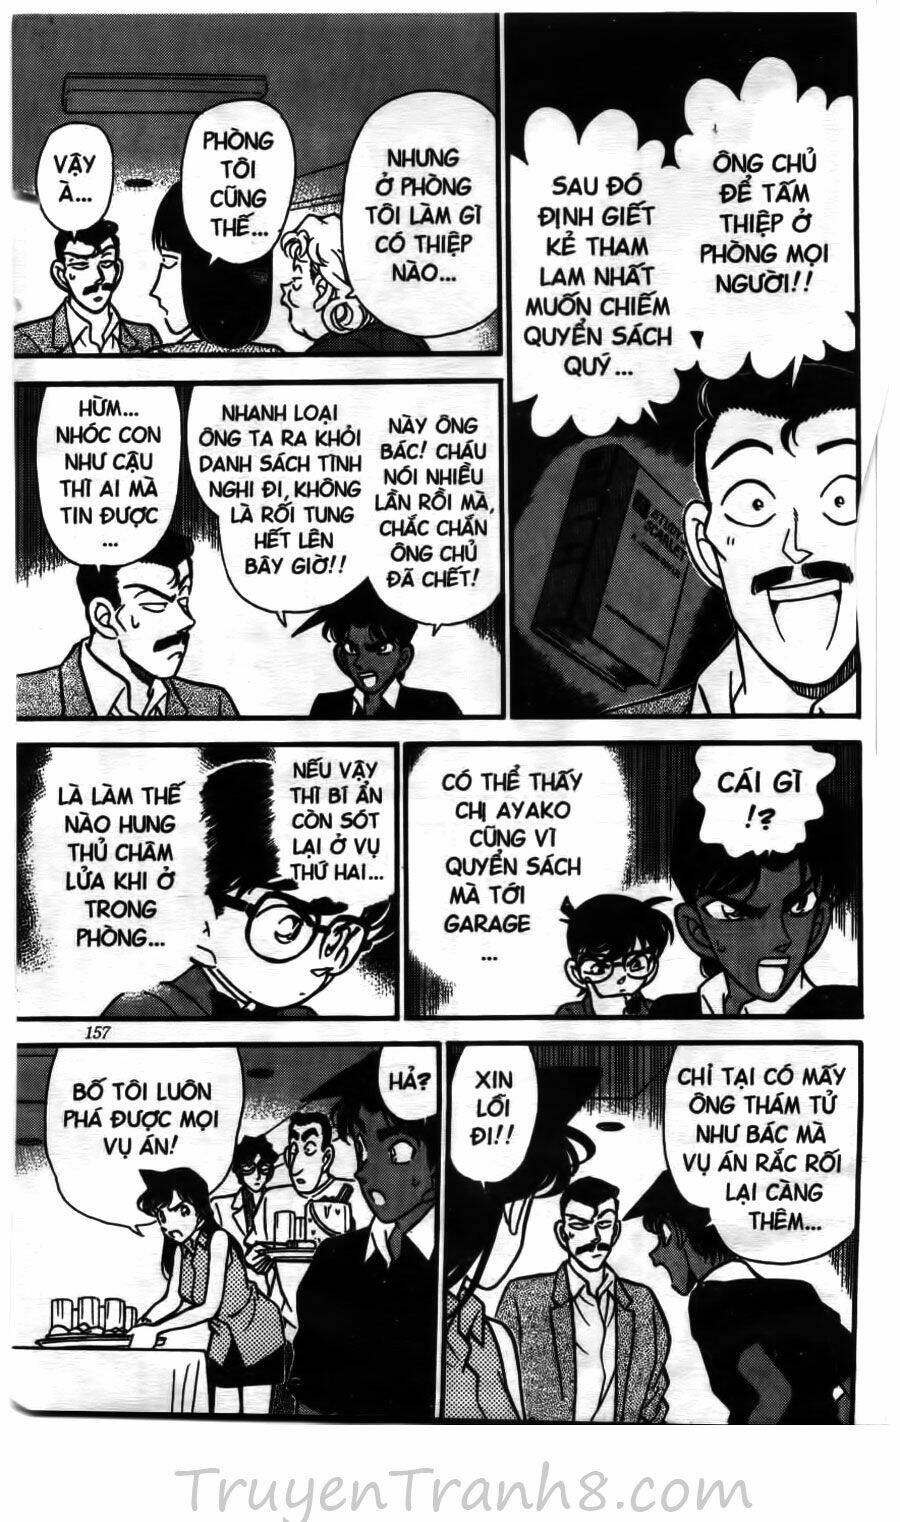 ÔNG CHỦ
ĐỂ TẤM
THIỆP Ở
PHÒNG MỌI
NGƯỜI!!
SAU ĐÓ
ĐỊNH GIẾT
KẺ THAM
LAM NHẤT
MUỐN CHIẾM
QUYỂN SÁCH
QUÝ...
NHƯNG
Ở PHÒNG
TÔI LÀM GÌ
CÓ THIỆP
NÀO...
PHÒNG
TÔI
CŨNG
THẾ...
VẬY
À...
NÀY ÔNG
BÁC! CHÁU
NÓI NHIỀU
LẦN RỒI MÀ,
CHẮC CHẮN
ÔNG CHỦ
ĐÃ CHẾT!
NHANH LOẠI
ÔNG TA RA KHỎI
DANH SÁCH TÌNH
NGHI ĐI, KHÔNG
LÀ RỐI TUNG
HẾT LÊN
BÂY GIỜ!!
HỪM...
NHÓC CON
NHƯ CẬU
THÌ AI MÀ
TIN ĐƯỢC
...
CÁI GÌ
!?
CÓ THỂ THẤY
CHỊ AYAKO
CŨNG VÌ
QUYỂN SÁCH
MÀ TỚI
GARAGE
...
NẾU VẬY
THÌ BÍ ẨN
CÒN SÓT
LẠI Ở VỤ
THỨ HAI...
LÀ LÀM THẾ
NÀO HUNG
THỦ CHÂM
LỬA KHI Ở
TRONG
PHÒNG...
157
CHỈ TẠI CÓ MẤY
ÔNG THÁM TỬ
NHƯ BÁC MÀ
VỤ ÁN RẮC RỐI
LẠI CÀNG
THÊM...
XIN
LỖI
ĐI!!
HẢ?
BỐ TÔI LUÔN
PHÁ ĐƯỢC MỌI
VỤ ÁN!
TruyenTranh8.com